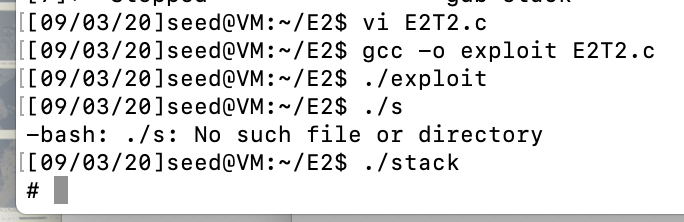 [[09/03/20]seed@VM:~/E2$ vi E2T2.c
[[09/03/20]seed@VM:~/E2$ gcc -o exploit E2T2.c
[[09/03/20]seed@VM:~/E2$ ./exploit
[[09/03/20]seed@VM:~/E2$ ./s
-bash: ./s: No such file or directory
[[09/03/20]seed@VM:~/E2$ ./stack
#